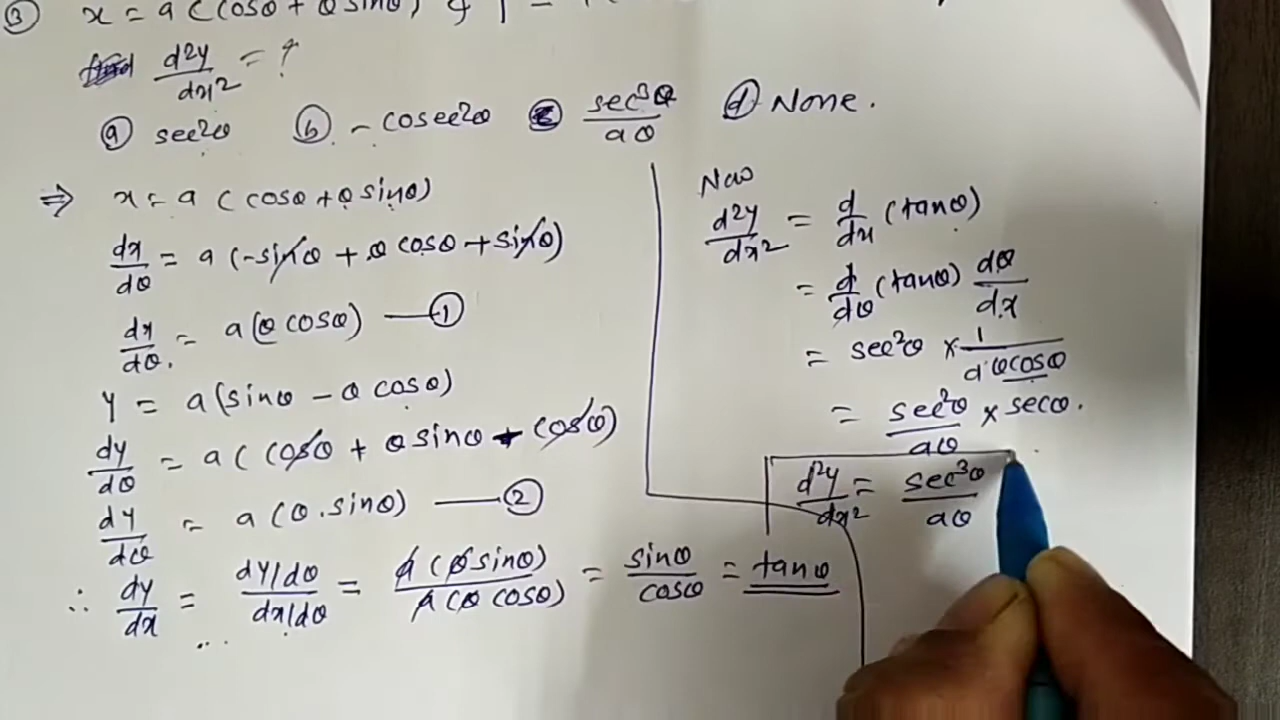 ③ x = a (cosθ + θ sinθ) &
d²y/dx² = ?
ⓐ sec²θ ⓑ - cosec²θ ⓒ sec³θ/aθ ⓓ None.
⇒ x = a (cosθ + θ sinθ)
dx/dθ = a (-sinθ + θ cosθ + sinθ)
dx/dθ = a(θ cosθ) — ①
y = a(sinθ - θ cosθ)
dy/dθ = a (cosθ + θ sinθ - cosθ)
dy/dθ = a (θ.sinθ) — ②
∴ dy/dx = (dy/dθ)/(dx/dθ) = a(θ sinθ)/a(θ cosθ) = sinθ/cosθ = tanθ
Now
d²y/dx² = d/dx (tanθ)
= d/dθ (tanθ) dθ/dx
= sec²θ × 1/aθcosθ
= sec²θ/aθ × secθ.
d²y/dx² = sec³θ/aθ